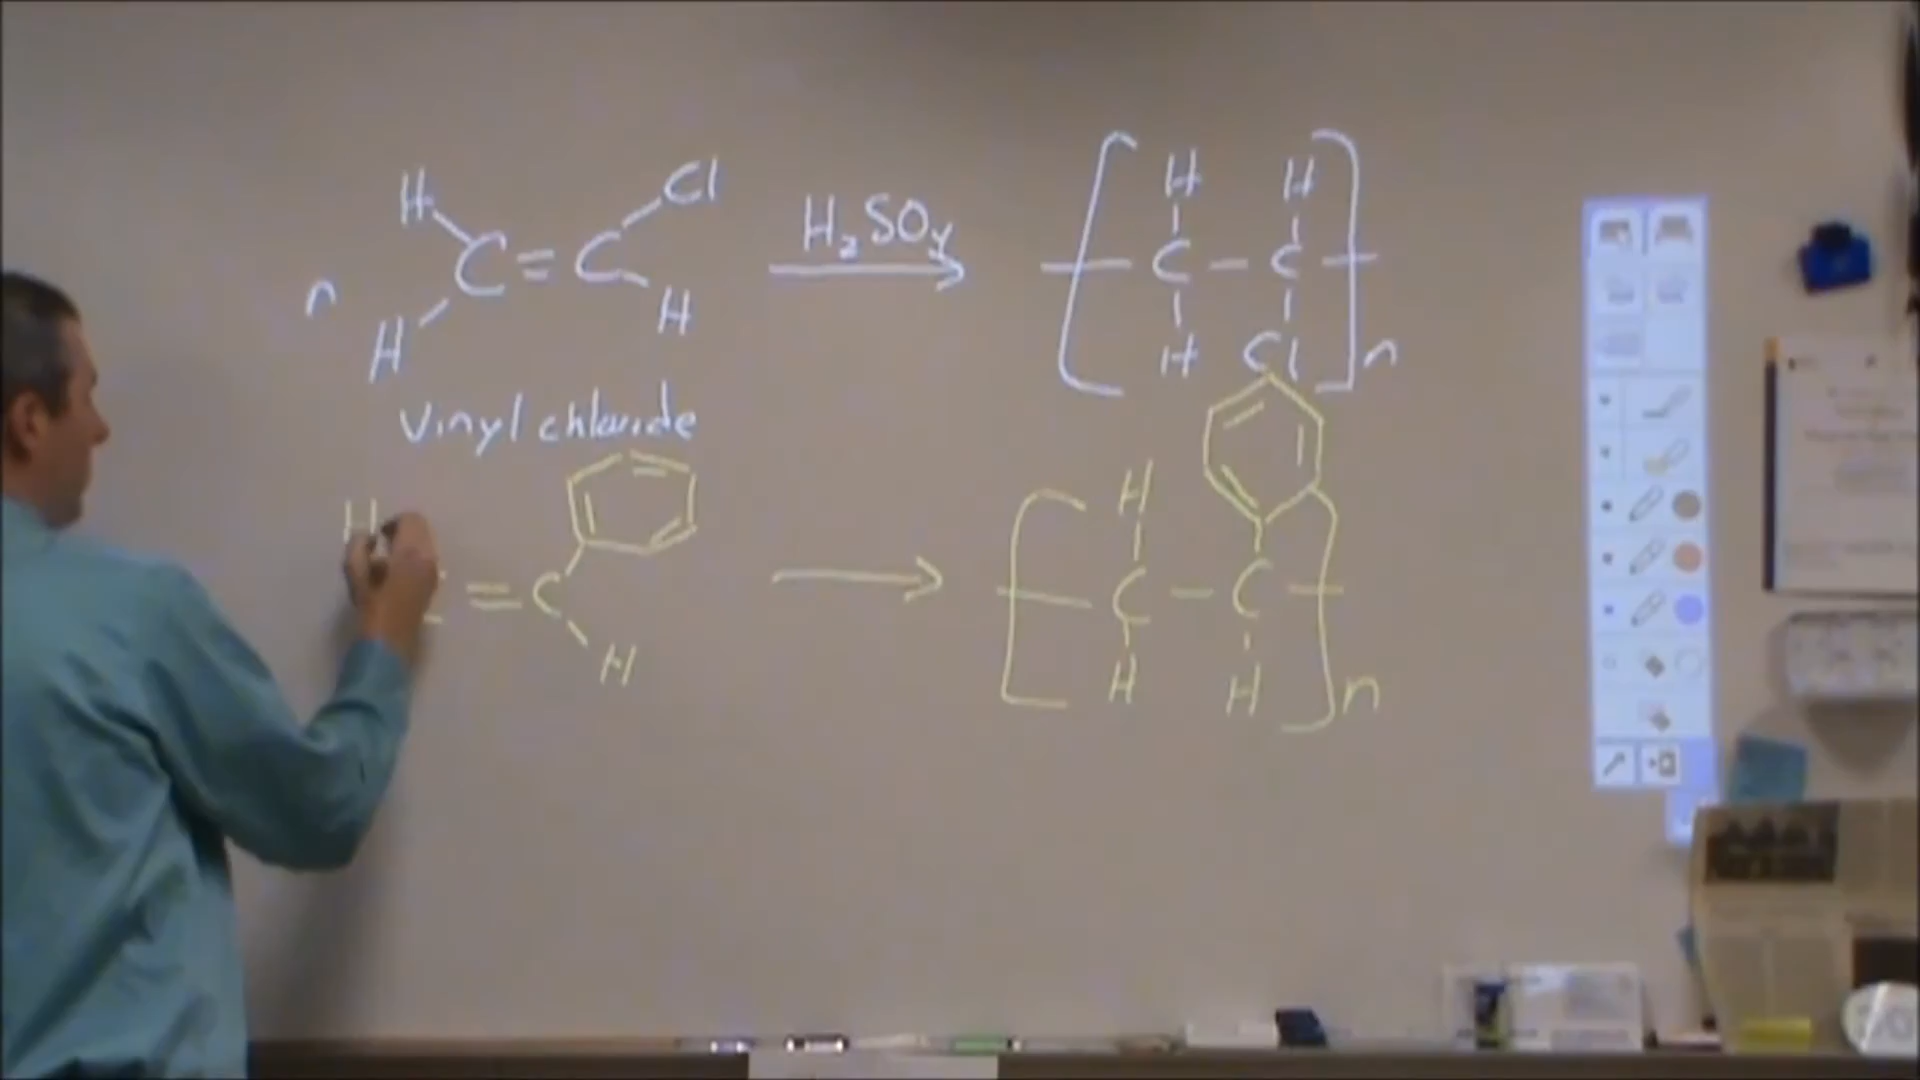 H Cl H₂SO₄ H H
n C = C → — C — C —
H H H Cl n
Vinyl chloride
H H
C = C → — C — C —
H H H n